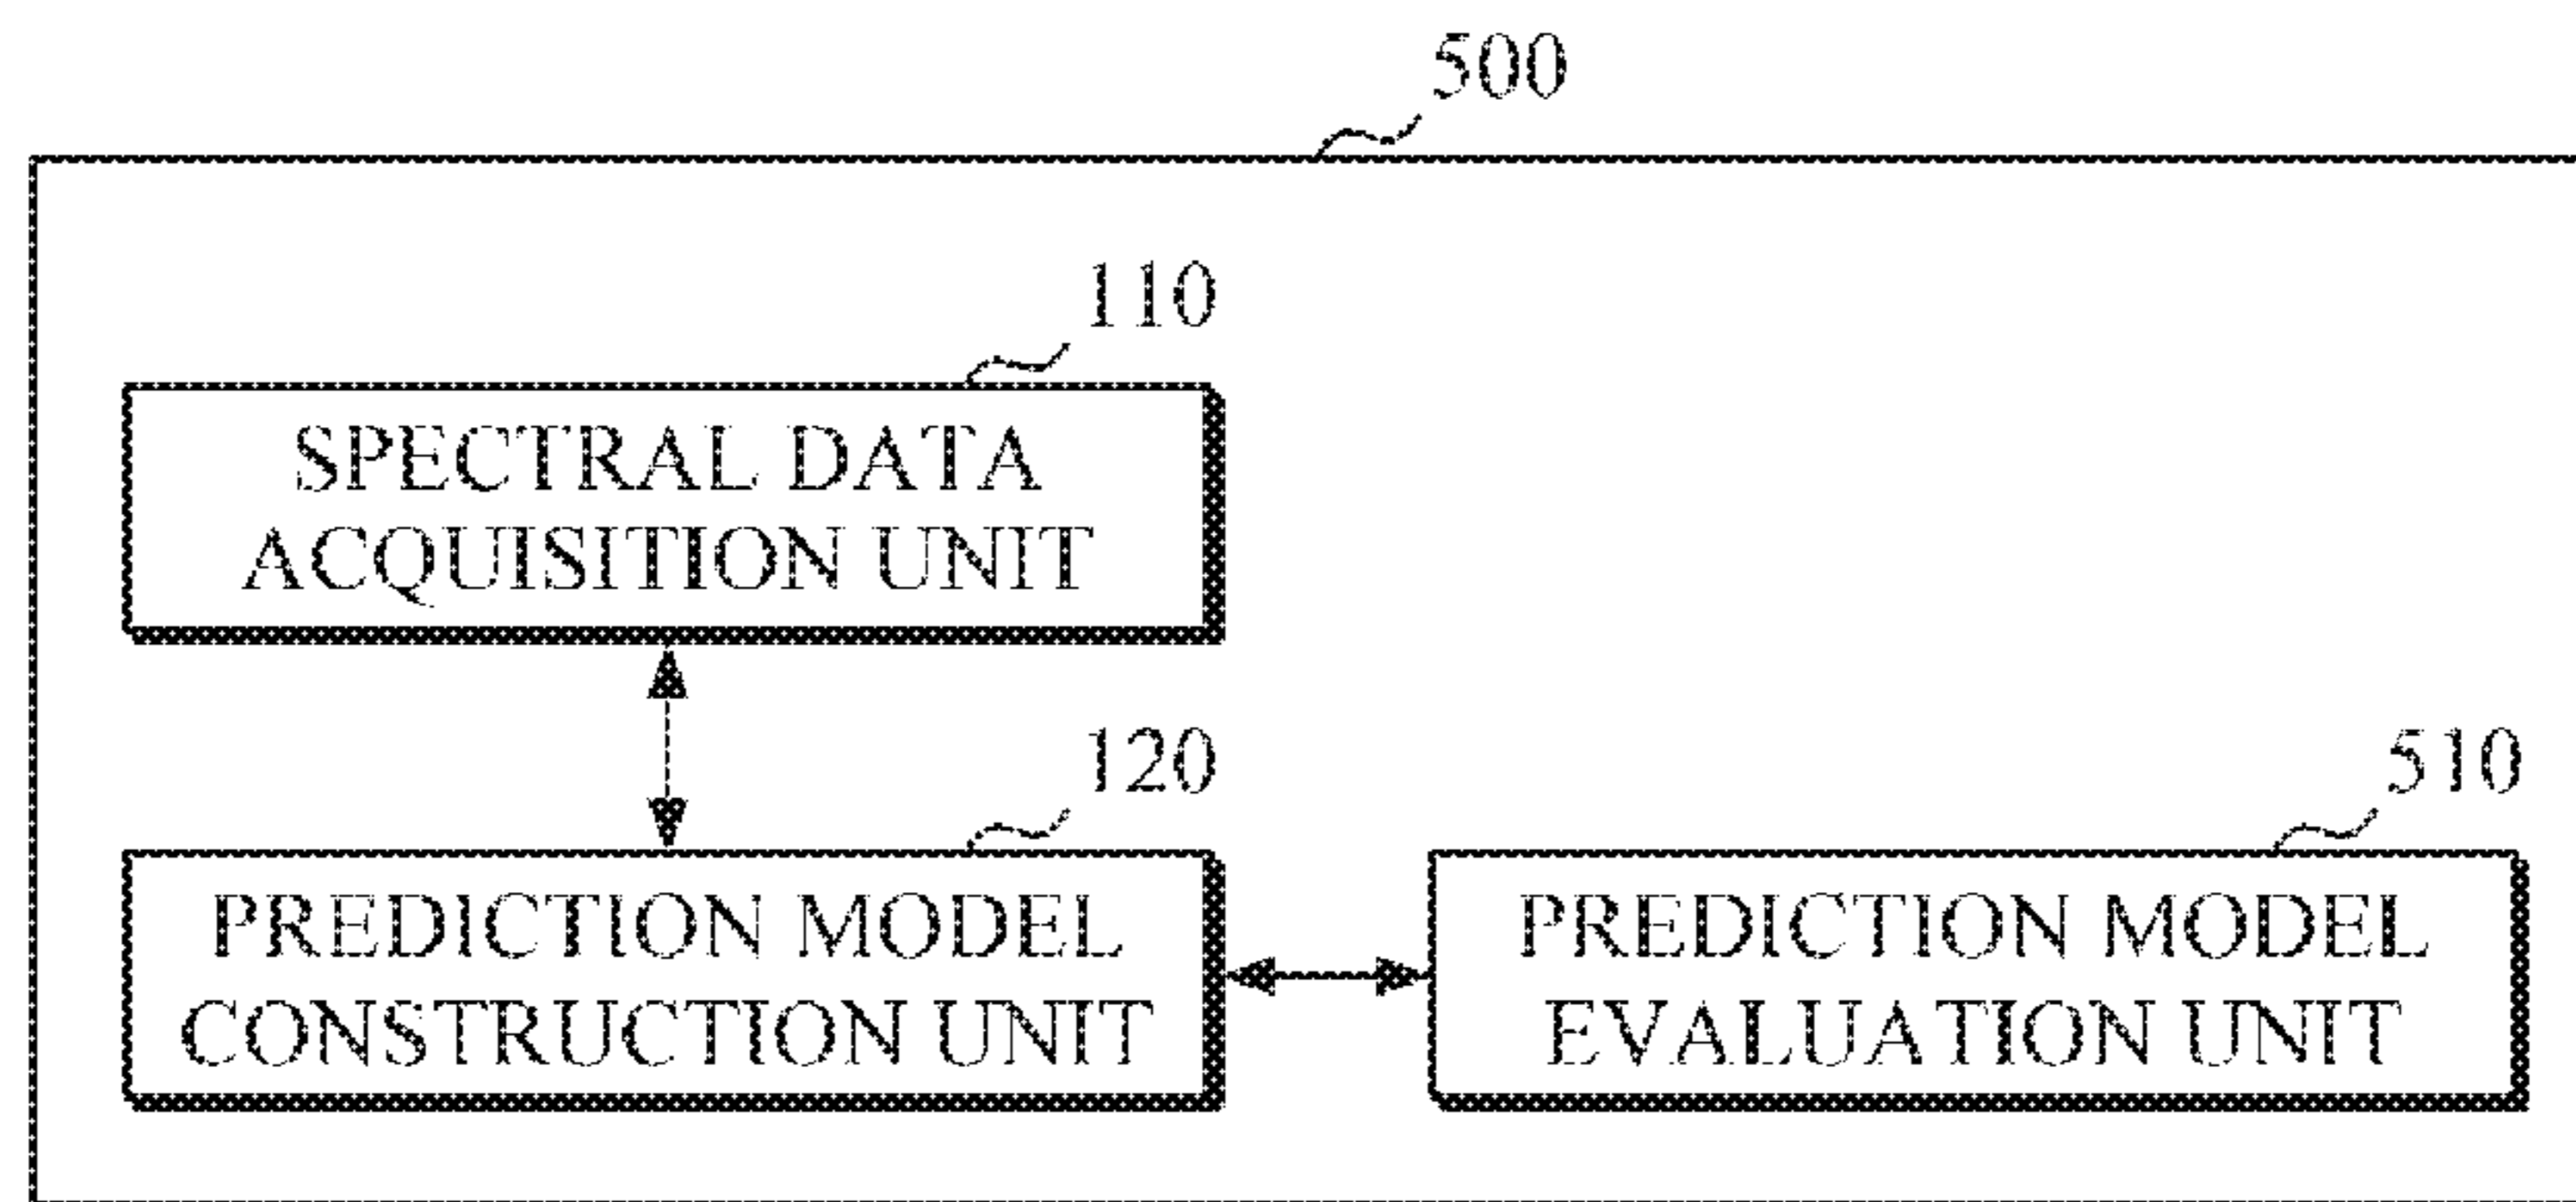 500
110
SPECTRAL DATA
ACQUISITION UNIT
120
PREDICTION MODEL
CONSTRUCTION UNIT
510
PREDICTION MODEL
EVALUATION UNIT